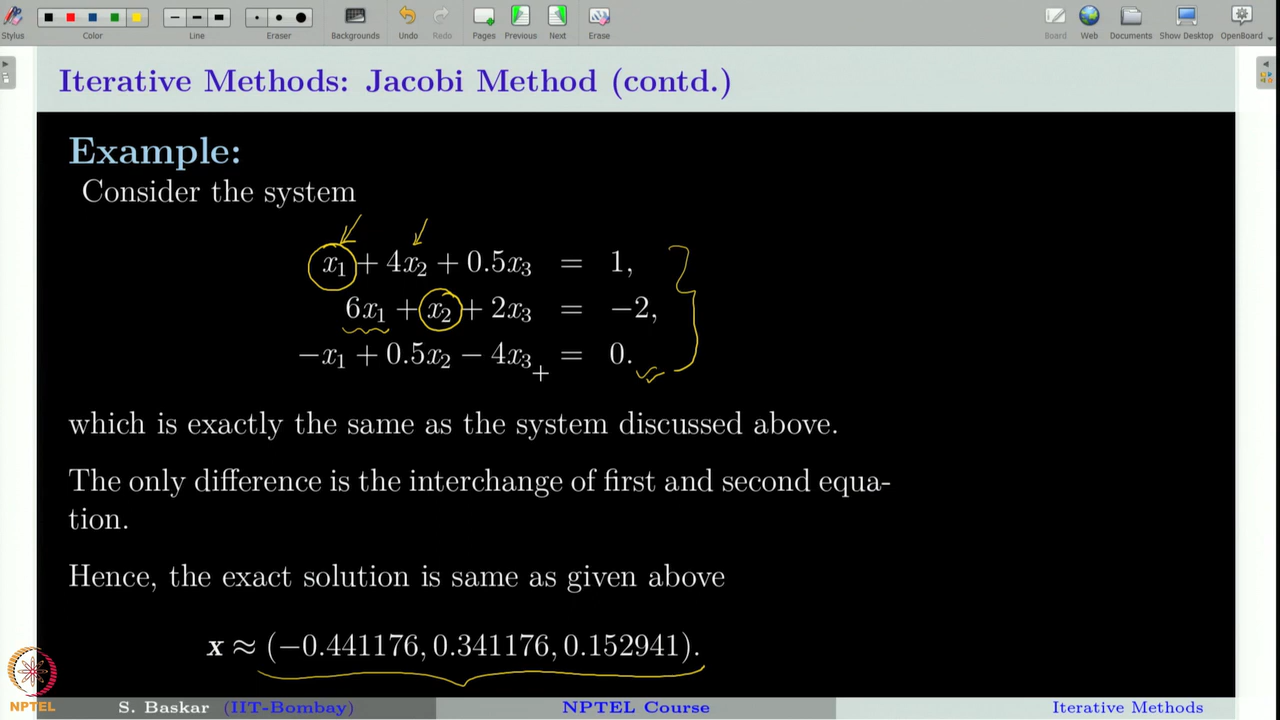 Stylus
Color
Line
Eraser
Backgrounds
Undo
Redo
Pages
Previous
Next
Erase
Board
Web
Documents
Show Desktop
OpenBoard
Iterative Methods: Jacobi Method (contd.)
Example:
Consider the system
x₁ + 4x₂ + 0.5x₃ = 1,
6x₁ + x₂ + 2x₃ = −2,
−x₁ + 0.5x₂ − 4x₃ = 0.
which is exactly the same as the system discussed above.
The only difference is the interchange of first and second equa-
tion.
Hence, the exact solution is same as given above
x ≈ (−0.441176, 0.341176, 0.152941).
NPTEL
S. Baskar (IIT-Bombay)
NPTEL Course
Iterative Methods